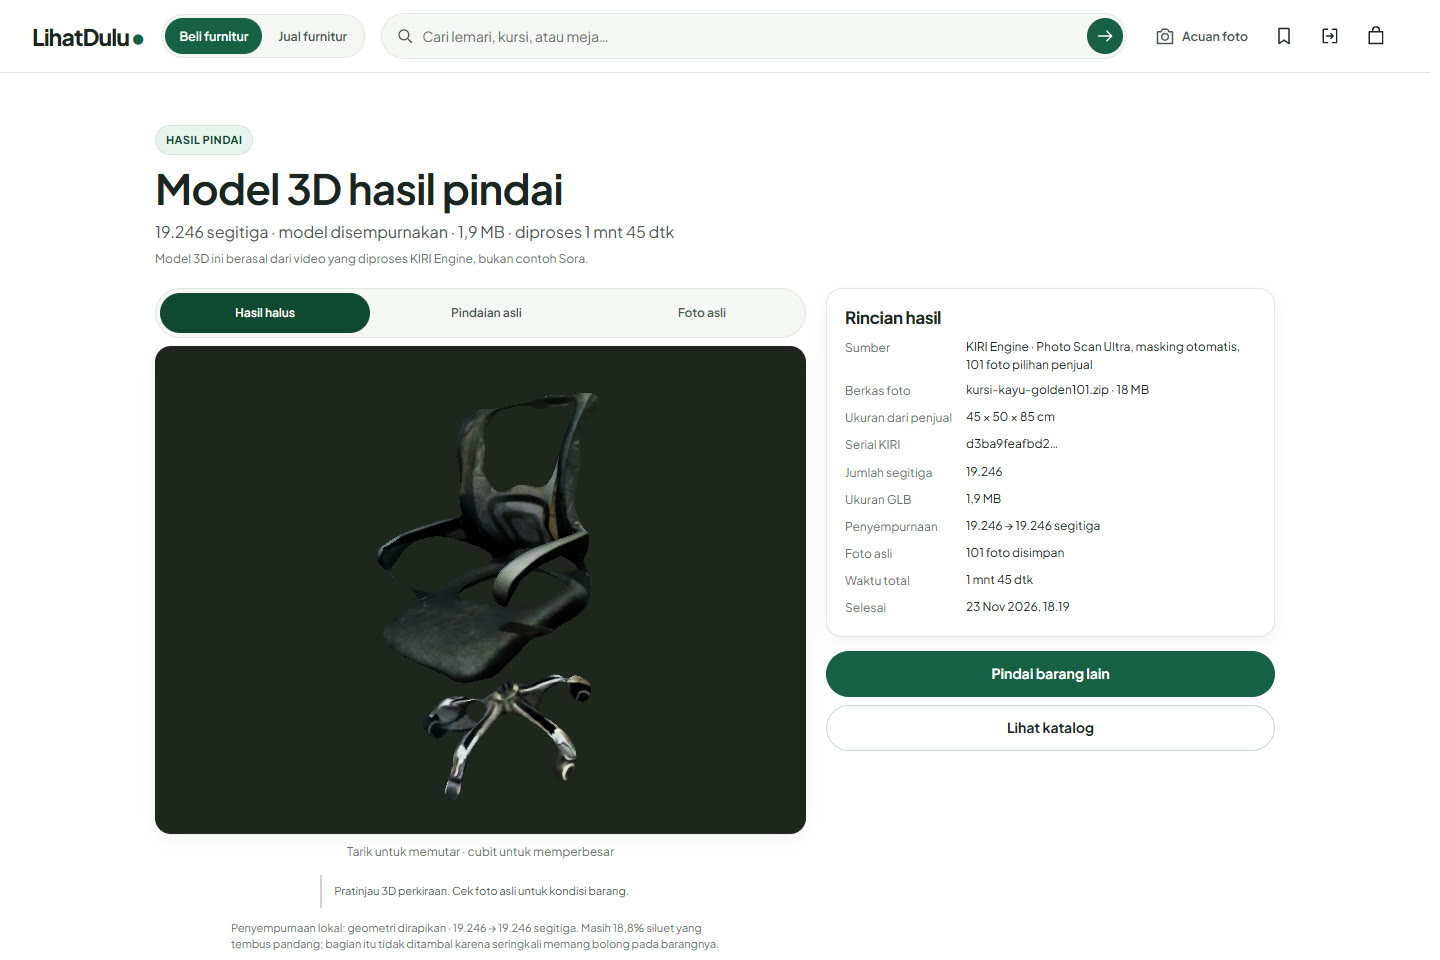 LihatDulu
Beli furnitur
Jual furnitur
Cari lemari, kursi, atau meja...
Acuan foto
HASIL PINDAI
Model 3D hasil pindai
19.246 segitiga · model disempurnakan · 1,9 MB · diproses 1 mnt 45 dtk
Model 3D ini berasal dari video yang diproses KIRI Engine, bukan contoh Sora.
Hasil halus
Pindaian asli
Foto asli
Tarik untuk memutar · cubit untuk memperbesar
Pratinjau 3D perkiraan. Cek foto asli untuk kondisi barang.
Penyempurnaan lokal: geometri dirapikan · 19.246 → 19.246 segitiga. Masih 18,8% siluet yang
tembus pandang; bagian itu tidak ditambal karena seringkali memang bolong pada barangnya.
Rincian hasil
Sumber KIRI Engine · Photo Scan Ultra, masking otomatis,
101 foto pilihan penjual
Berkas foto kursi-kayu-golden101.zip · 18 MB
Ukuran dari penjual 45 × 50 × 85 cm
Serial KIRI d3ba9feafbd2...
Jumlah segitiga 19.246
Ukuran GLB 1,9 MB
Penyempurnaan 19.246 → 19.246 segitiga
Foto asli 101 foto disimpan
Waktu total 1 mnt 45 dtk
Selesai 23 Nov 2026, 18.19
Pindai barang lain
Lihat katalog